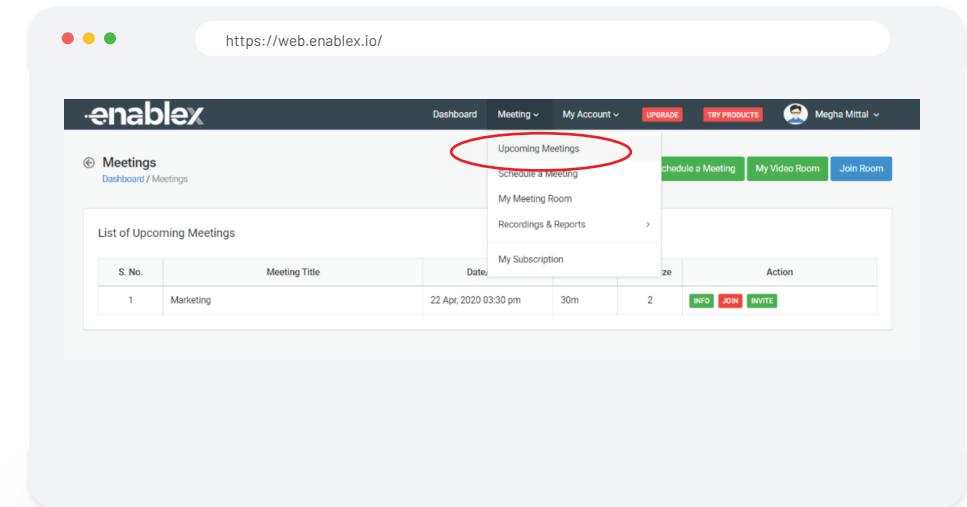 https://web.enablex.io/
enablex
Dashboard Meeting My Account UPGRADE TRY PRODUCTS Megha Mittal
Upcoming Meetings
Meetings
Dashboard / Meetings
Schedule a Meeting
chedule a Meeting My Video Room Join Room
My Meeting Room
Recordings & Reports
List of Upcoming Meetings
My Subscription
S. No. Meeting Title Date/ ze Action
1 Marketing 22 Apr, 2020 03:30 pm 30m 2 INFO JOIN INVITE